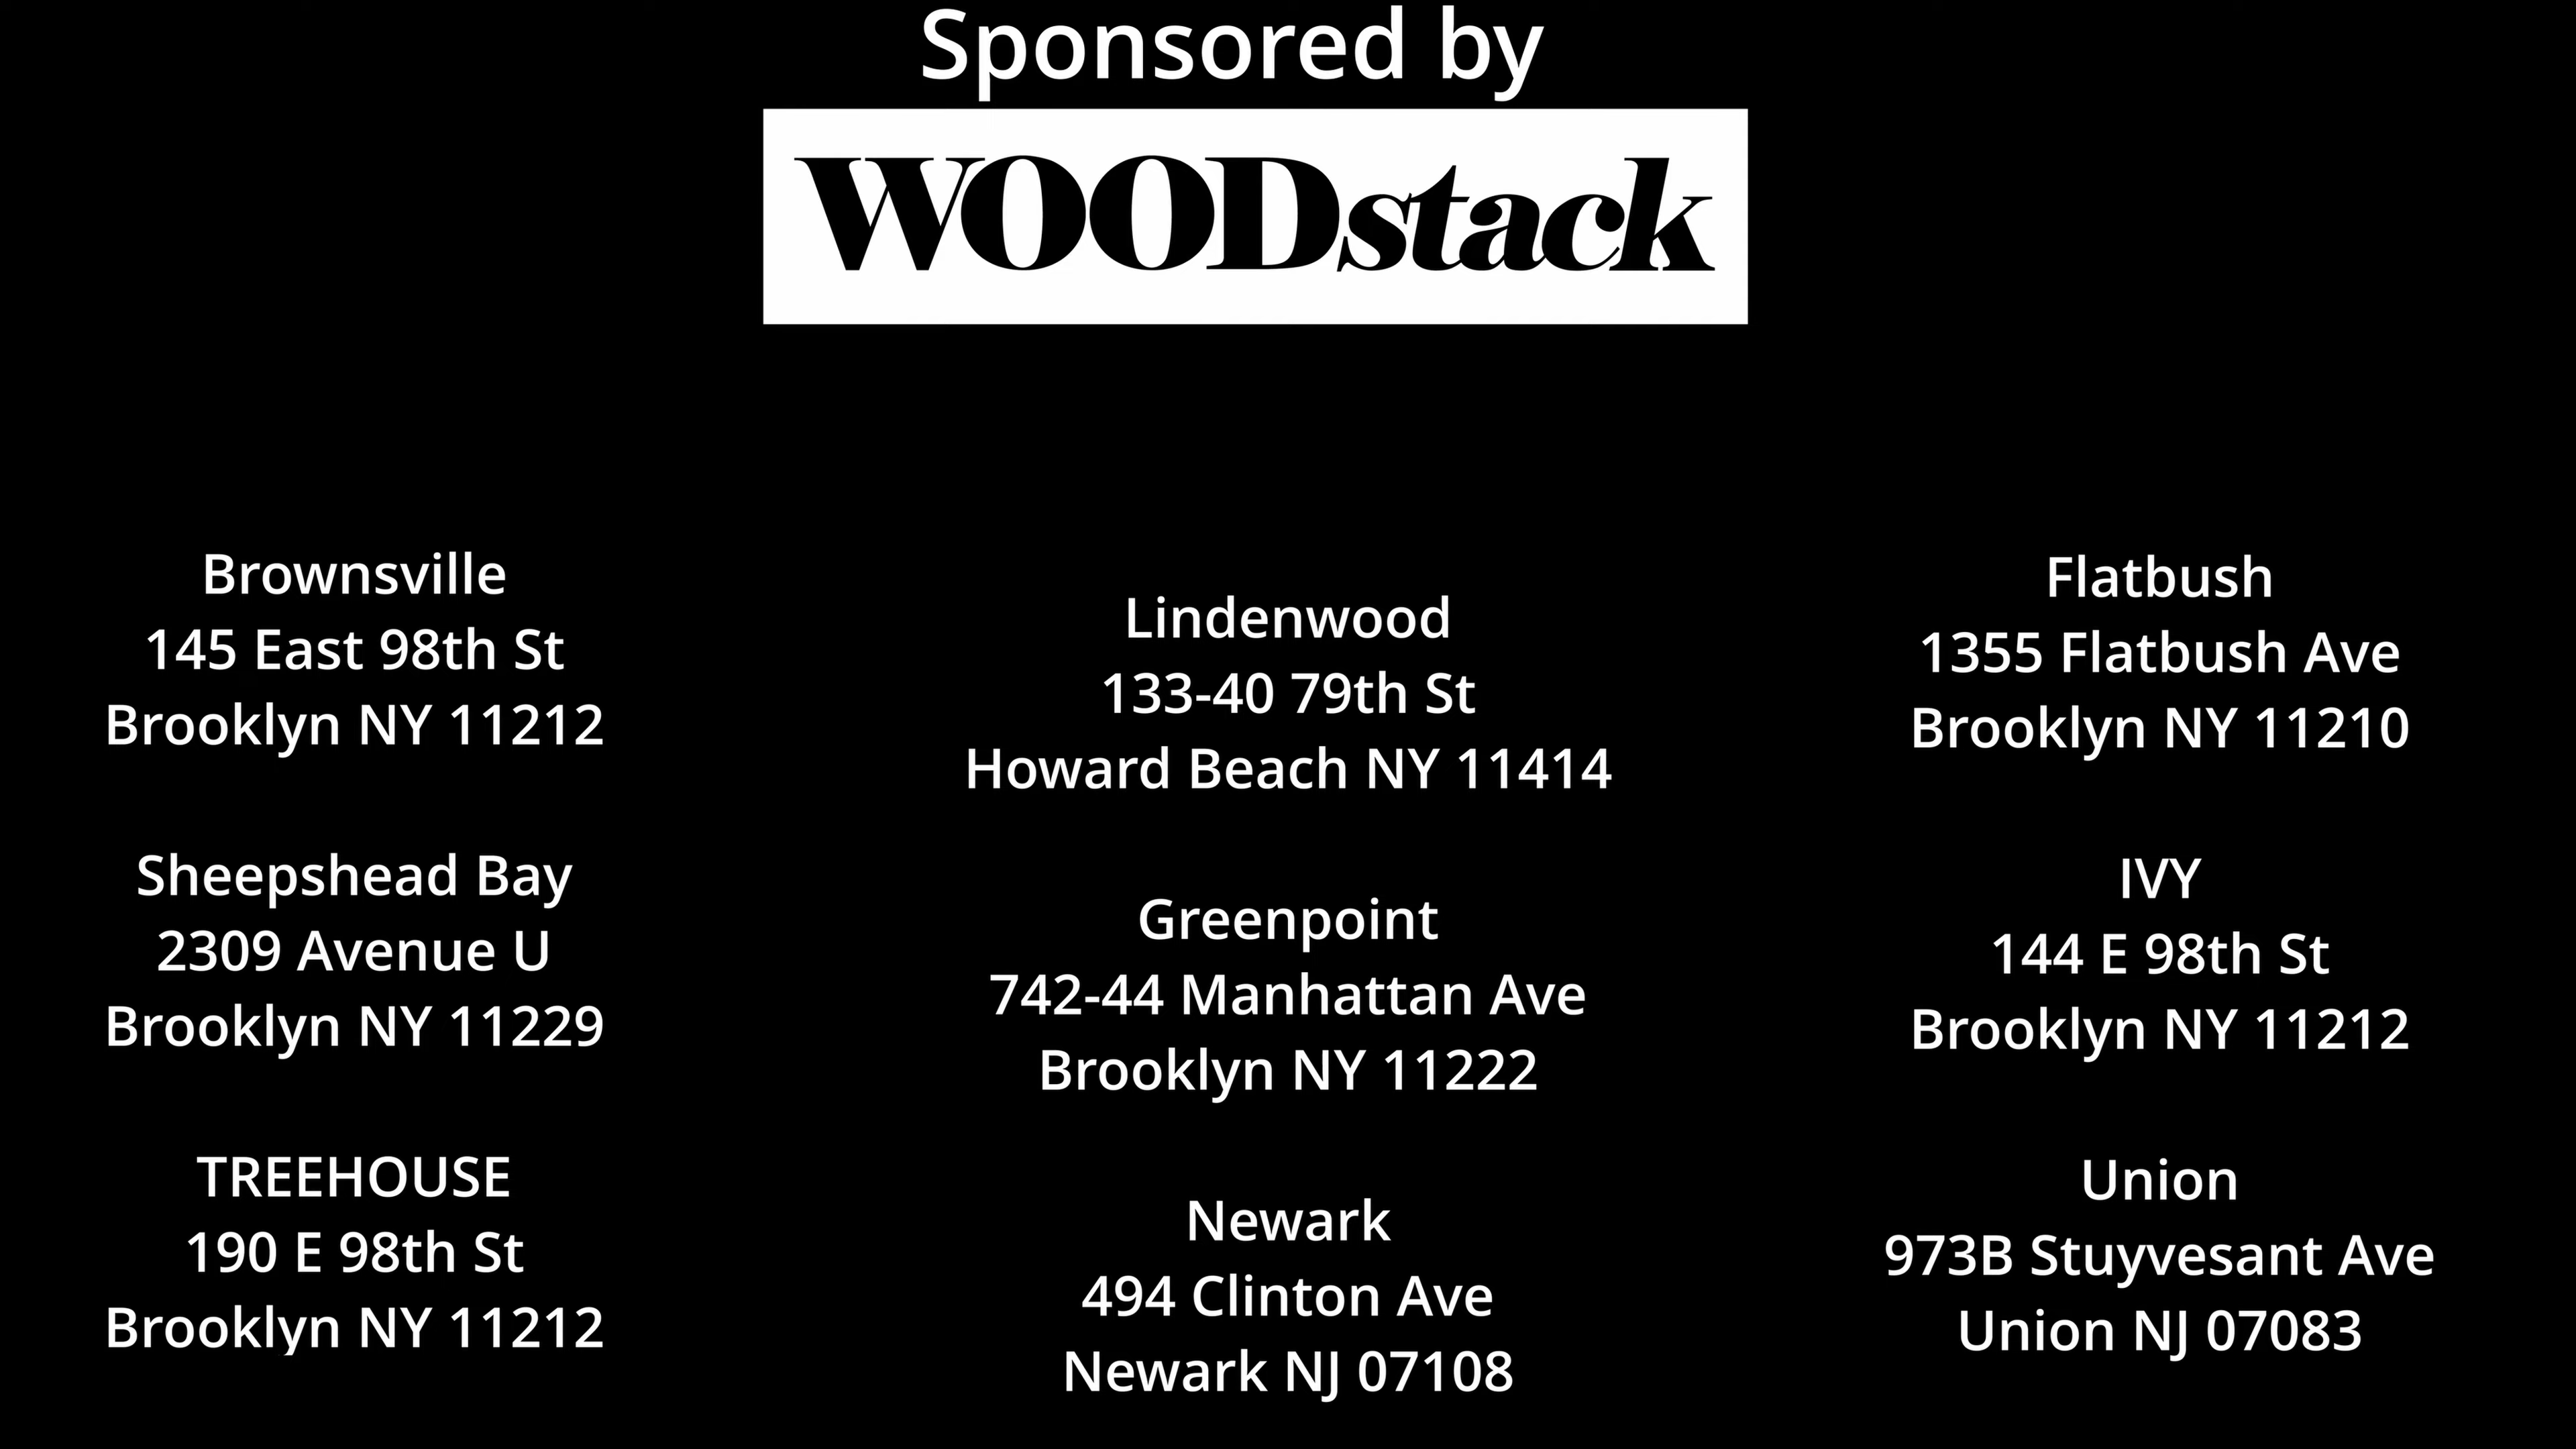 Sponsored by
WOODstack
Brownsville
145 East 98th St
Brooklyn NY 11212
Sheepshead Bay
2309 Avenue U
Brooklyn NY 11229
TREEHOUSE
190 E 98th St
Brooklyn NY 11212
Lindenwood
133-40 79th St
Howard Beach NY 11414
Greenpoint
742-44 Manhattan Ave
Brooklyn NY 11222
Newark
494 Clinton Ave
Newark NJ 07108
Flatbush
1355 Flatbush Ave
Brooklyn NY 11210
IVY
144 E 98th St
Brooklyn NY 11212
Union
973B Stuyvesant Ave
Union NJ 07083